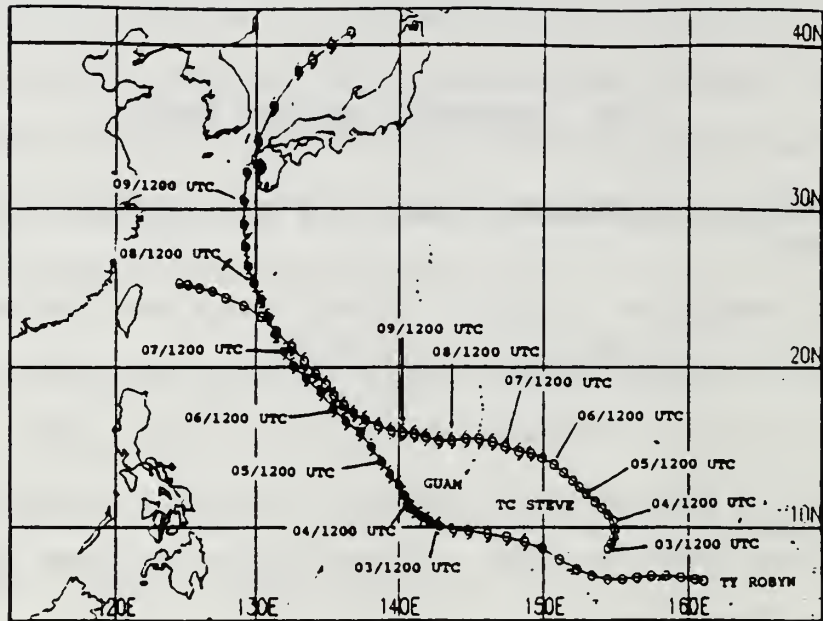 40N
09/1200 UTC
30N
08/1200 UTC
09/1200 UTC
08/1200 UTC
07/1200 UTC
20N
07/1200 UTC
06/1200 UTC
06/1200 UTC
05/1200 UTC
05/1200 UTC
GUAM
TC STEVE
04/1200 UTC
10N
04/1200 UTC
03/1200 UTC
03/1200 UTC
TY ROBYN
120E
130E
140E
150E
160E